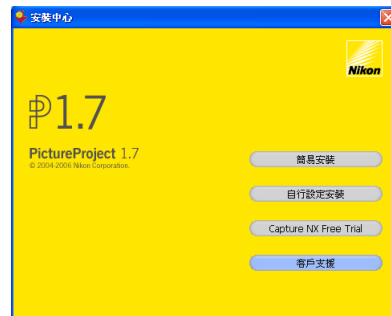 安裝中心
Nikon
P1.7
PictureProject 1.7
© 2004-2006 Nikon Corporation.
簡易安裝
自行設定安裝
Capture NX Free Trial
客戶支援